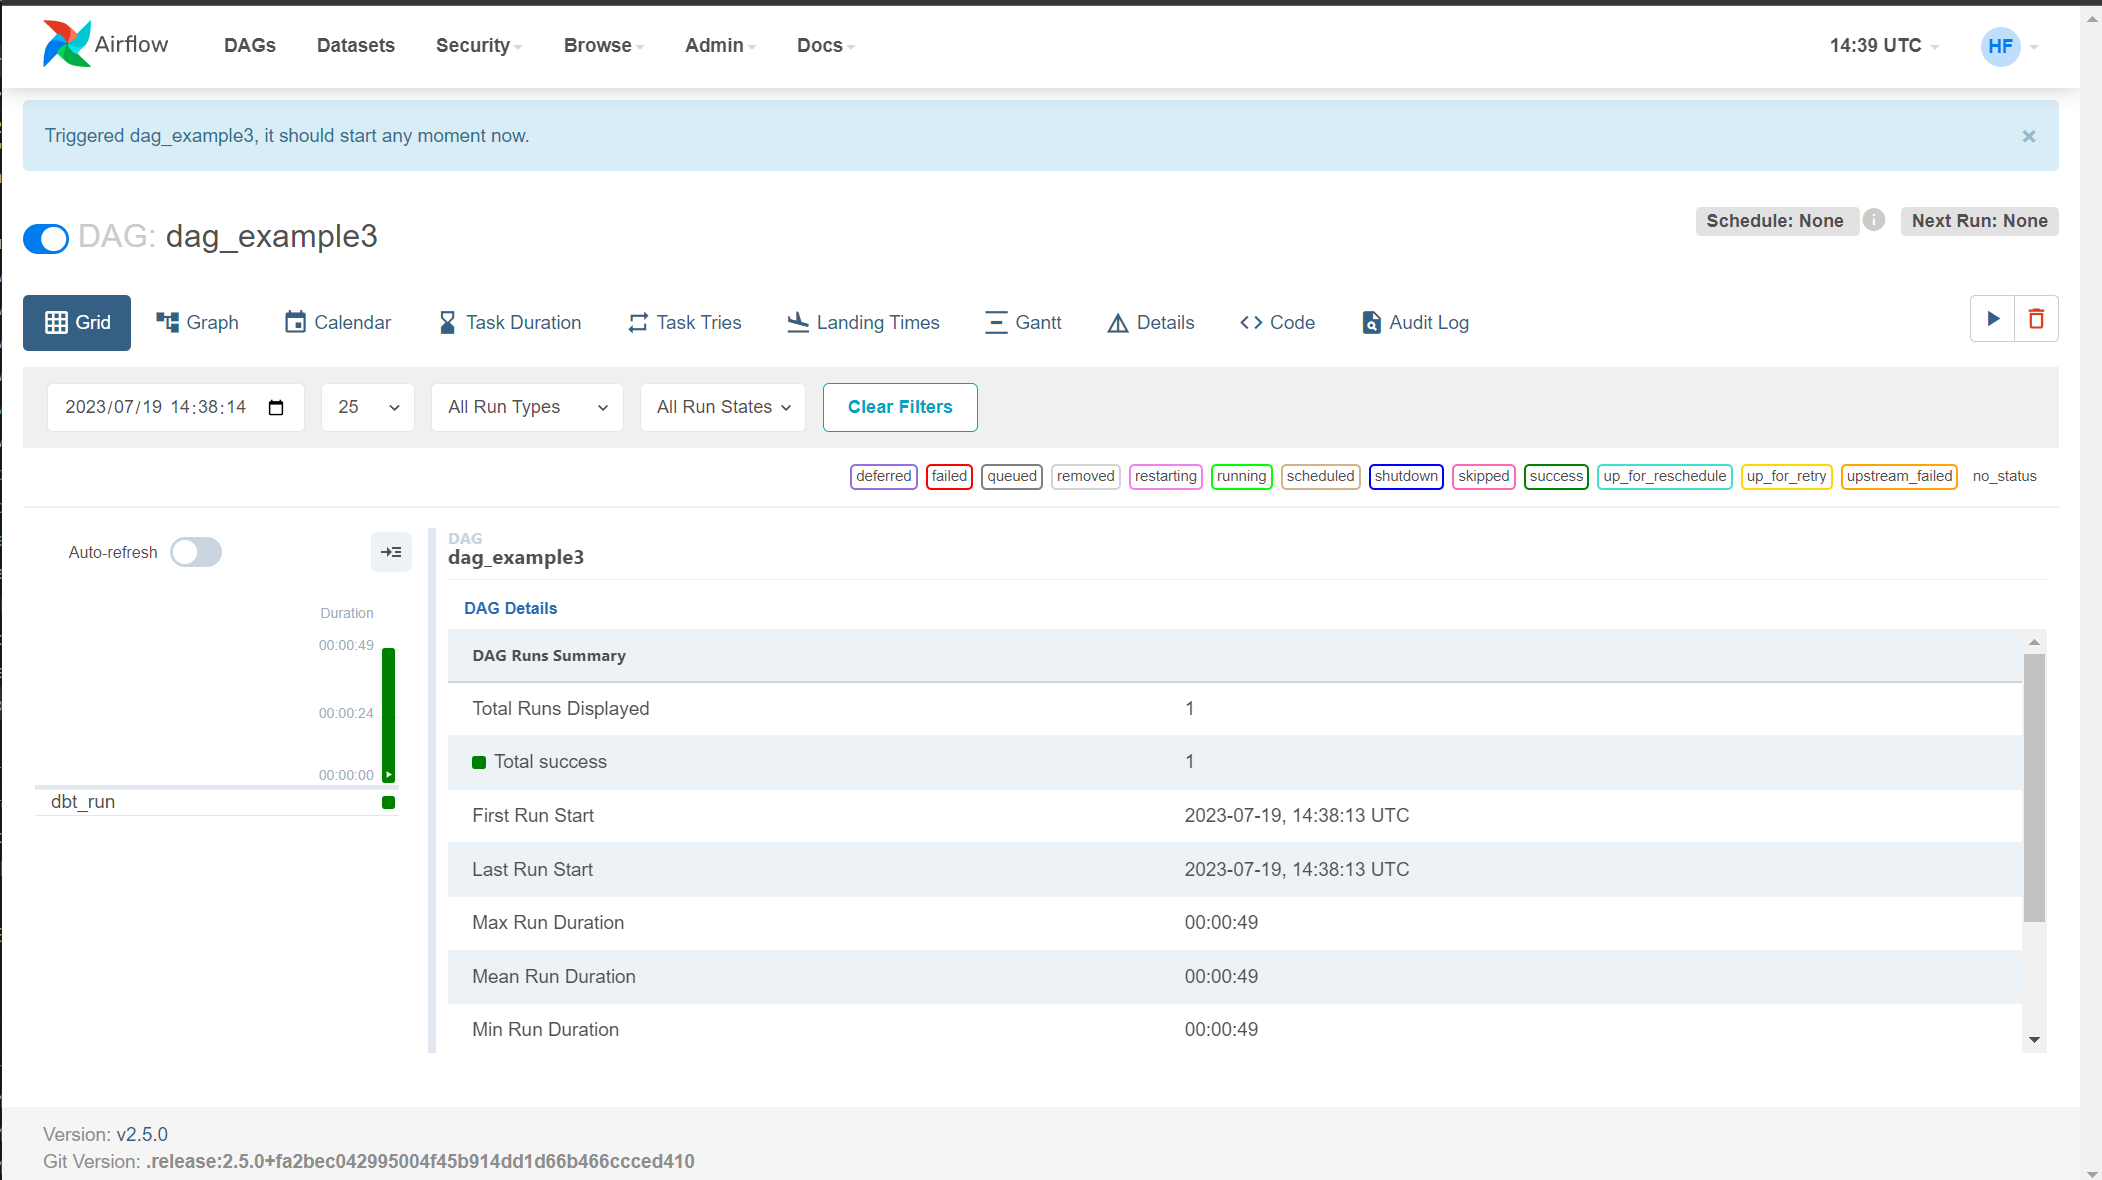 Airflow DAGs Datasets Security Browse Admin Docs 14:39 UTC HF
Triggered dag_example3, it should start any moment now. ×
DAG: dag_example3
Schedule: None i Next Run: None
Grid Graph Calendar Task Duration Task Tries Landing Times Gantt Details Code Audit Log
2023/07/19 14:38:14 25 All Run Types All Run States Clear Filters
deferred failed queued removed restarting running scheduled shutdown skipped success up_for_reschedule up_for_retry upstream_failed no_status
Auto-refresh
Duration
00:00:49
00:00:24
00:00:00
dbt_run
DAG
dag_example3
DAG Details
DAG Runs Summary
Total Runs Displayed 1
Total success 1
First Run Start 2023-07-19, 14:38:13 UTC
Last Run Start 2023-07-19, 14:38:13 UTC
Max Run Duration 00:00:49
Mean Run Duration 00:00:49
Min Run Duration 00:00:49
Version: v2.5.0
Git Version: .release:2.5.0+fa2bec042995004f45b914dd1d66b466ccced410